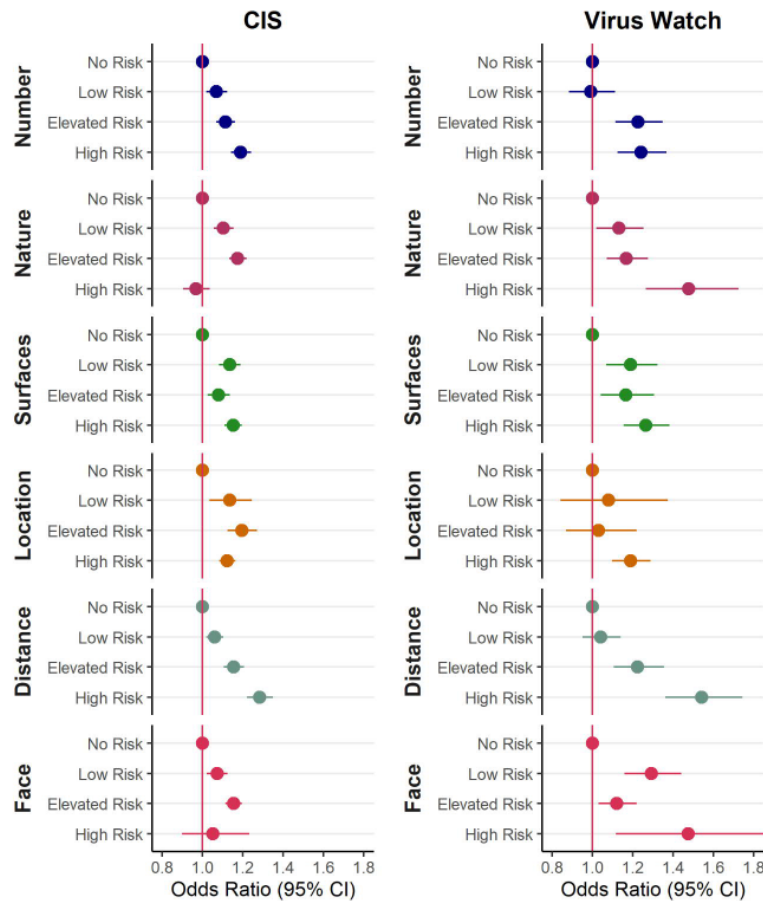 CIS
Number
No Risk
Low Risk
Elevated Risk
High Risk
Nature
No Risk
Low Risk
Elevated Risk
High Risk
Surfaces
No Risk
Low Risk
Elevated Risk
High Risk
Location
No Risk
Low Risk
Elevated Risk
High Risk
Distance
No Risk
Low Risk
Elevated Risk
High Risk
Face
No Risk
Low Risk
Elevated Risk
High Risk
0.8 1.0 1.2 1.4 1.6 1.8
Odds Ratio (95% CI)
Virus Watch
Number
No Risk
Low Risk
Elevated Risk
High Risk
Nature
No Risk
Low Risk
Elevated Risk
High Risk
Surfaces
No Risk
Low Risk
Elevated Risk
High Risk
Location
No Risk
Low Risk
Elevated Risk
High Risk
Distance
No Risk
Low Risk
Elevated Risk
High Risk
Face
No Risk
Low Risk
Elevated Risk
High Risk
0.8 1.0 1.2 1.4 1.6 1.8
Odds Ratio (95% CI)